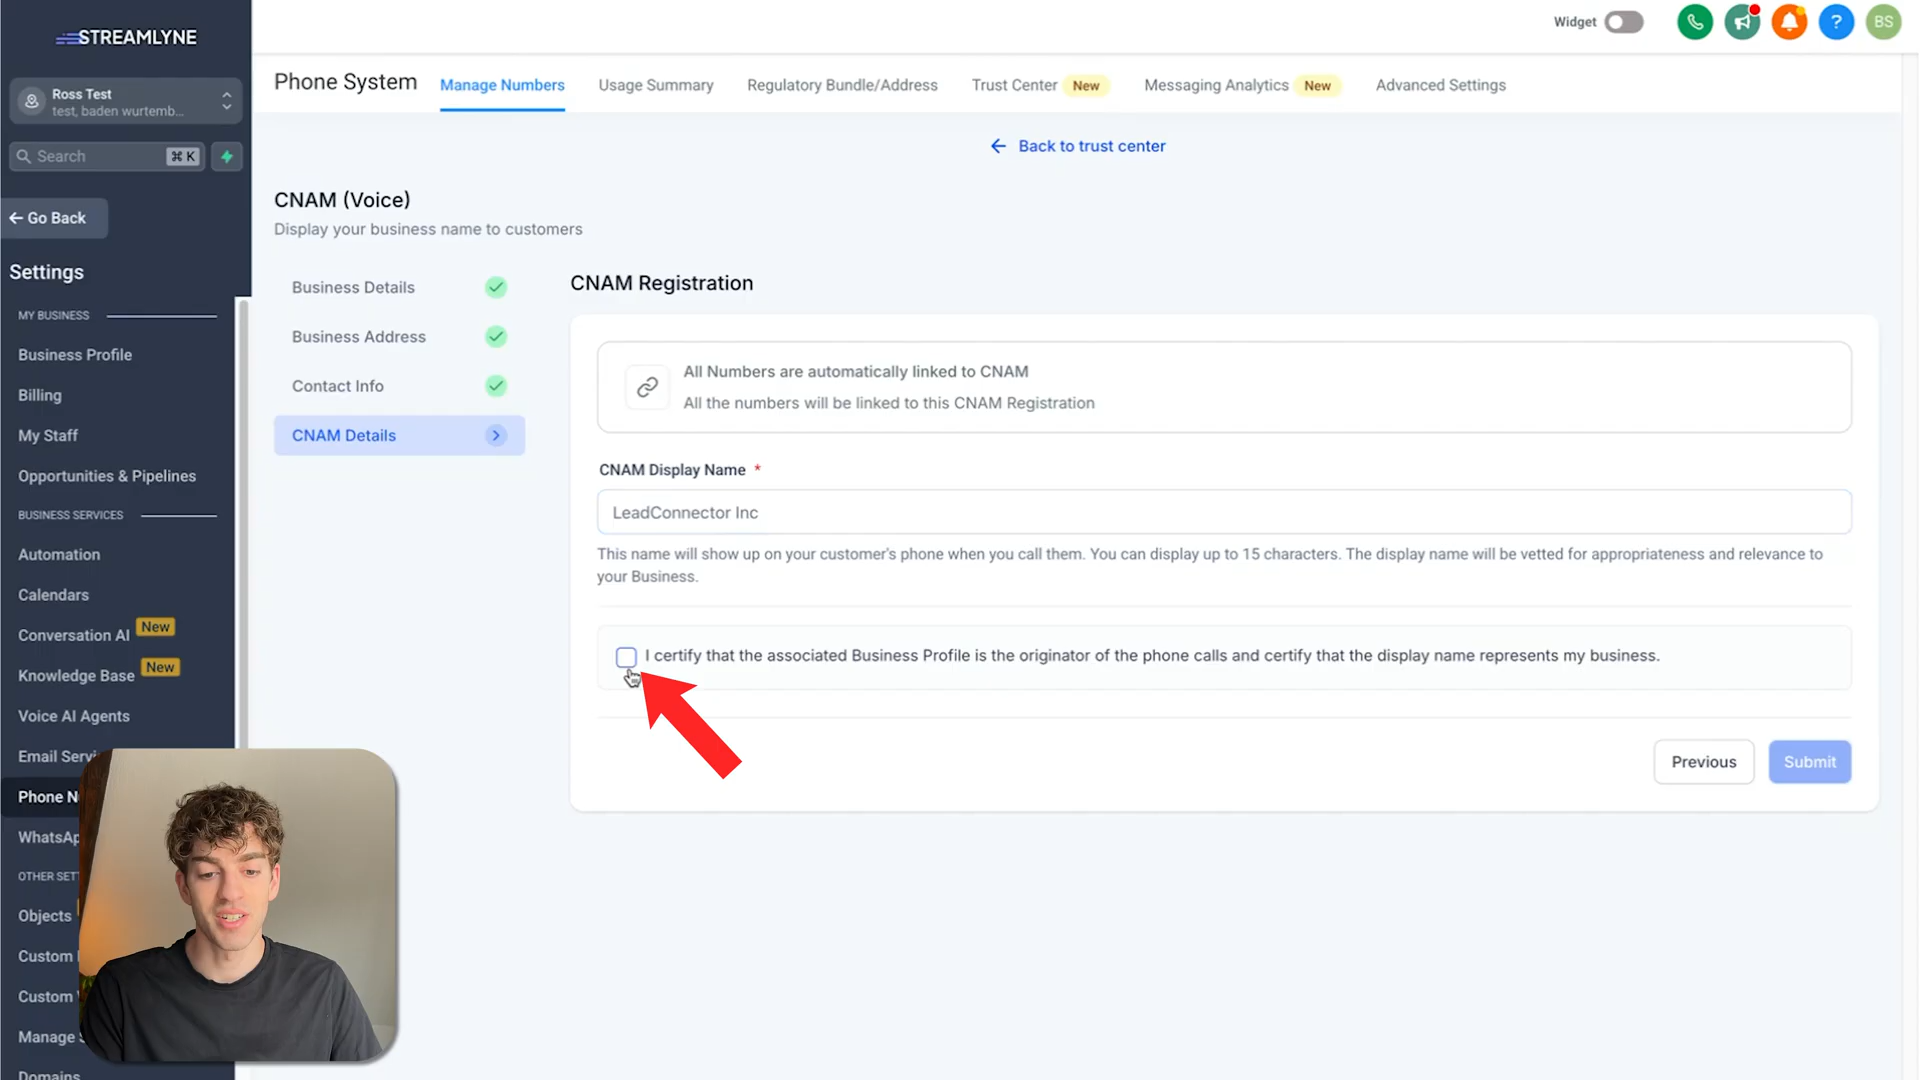 STREAMLYNE
Widget
?
BS
Ross Test
test, baden wurtemb...
Search
⌘ K
Go Back
Settings
MY BUSINESS
Business Profile
Billing
My Staff
Opportunities & Pipelines
BUSINESS SERVICES
Automation
Calendars
Conversation AI New
Knowledge Base New
Voice AI Agents
Email Servi
Phone N
WhatsAp
OTHER SET
Objects
Custom
Custom
Manage
Domains
Phone System
Manage Numbers
Usage Summary
Regulatory Bundle/Address
Trust Center New
Messaging Analytics New
Advanced Settings
Back to trust center
CNAM (Voice)
Display your business name to customers
Business Details
Business Address
Contact Info
CNAM Details
CNAM Registration
All Numbers are automatically linked to CNAM
All the numbers will be linked to this CNAM Registration
CNAM Display Name *
LeadConnector Inc
This name will show up on your customer's phone when you call them. You can display up to 15 characters. The display name will be vetted for appropriateness and relevance to
your Business.
I certify that the associated Business Profile is the originator of the phone calls and certify that the display name represents my business.
Previous
Submit